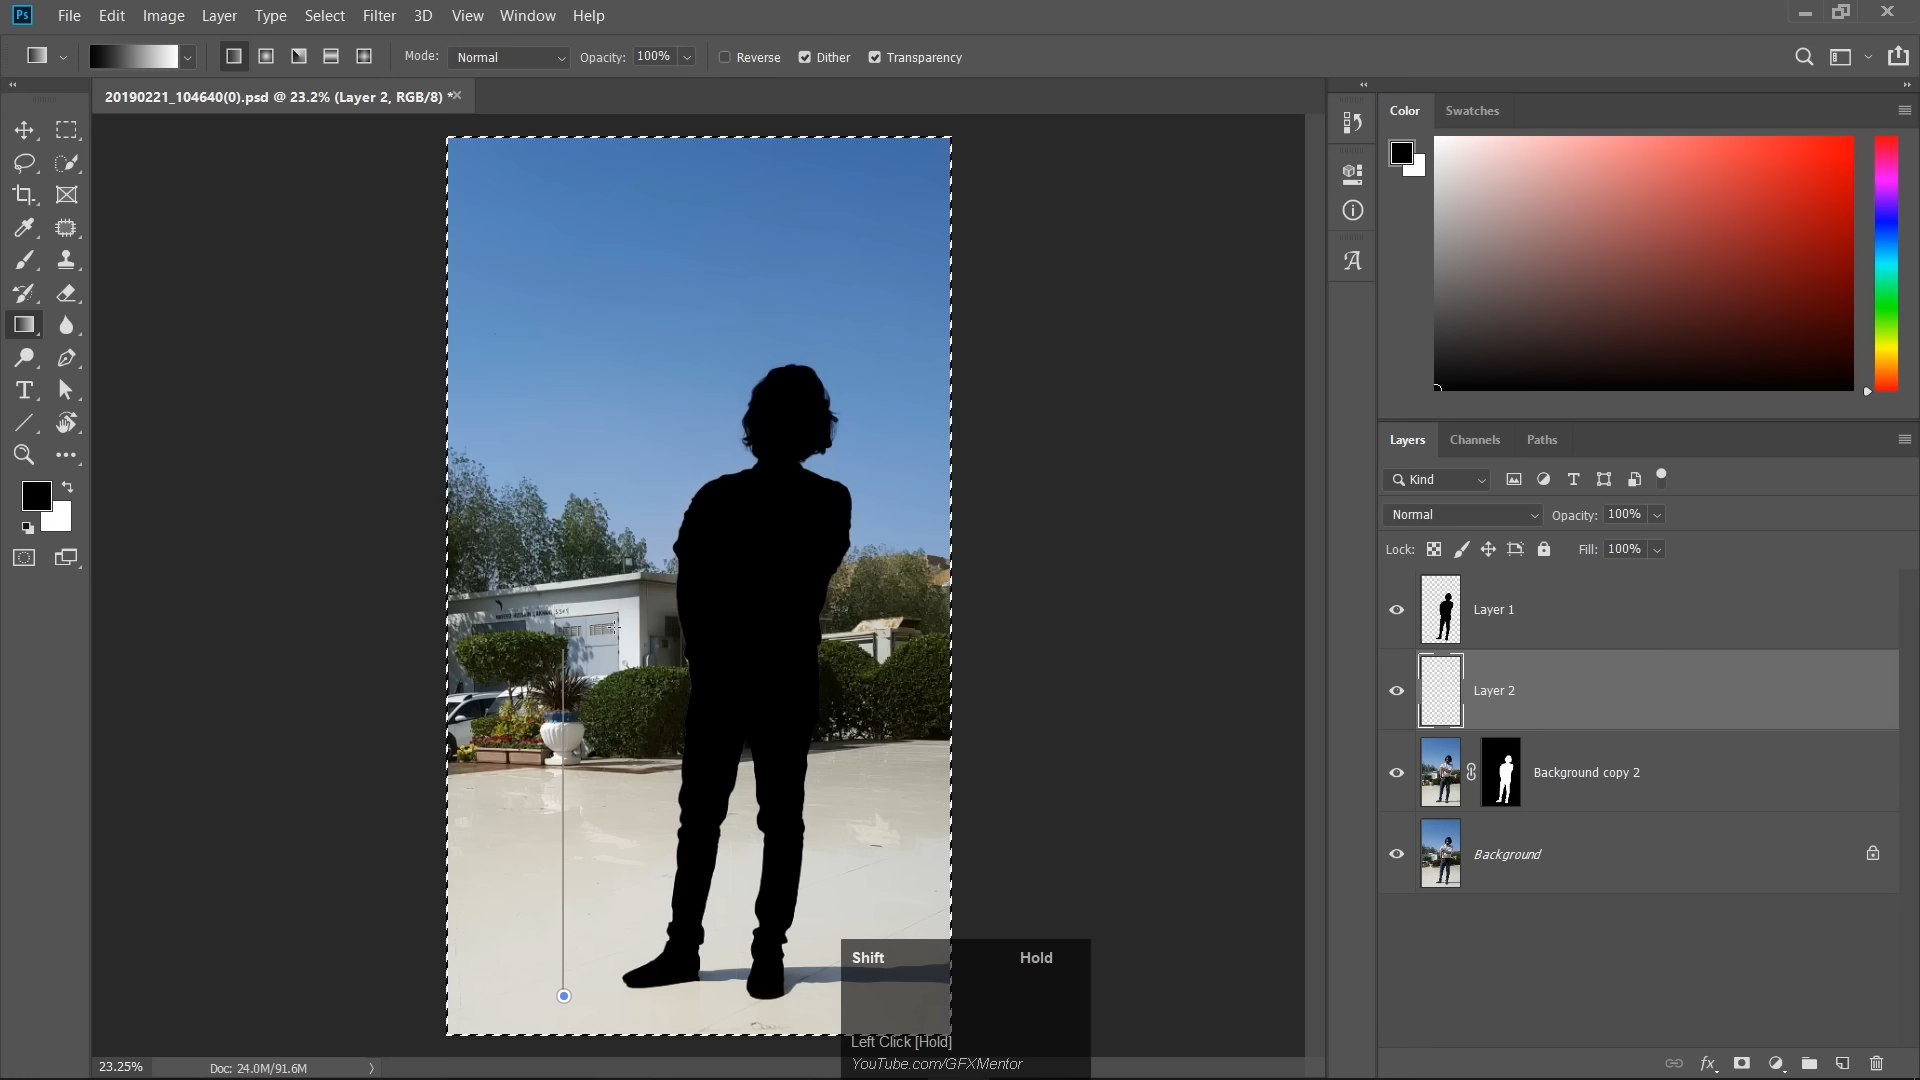 Ps File Edit Image Layer Type Select Filter 3D View Window Help
Mode: Normal Opacity: 100% Reverse Dither Transparency
20190221_104640(0).psd @ 23.2% (Layer 2, RGB/8) *
Color Swatches
Layers Channels Paths
Kind
Normal Opacity: 100%
Lock: Fill: 100%
Layer 1
Layer 2
Background copy 2
Background
Shift Hold
Left Click [Hold]
YouTube.com/GFXMentor
23.25% Doc: 24.0M/91.6M
fx